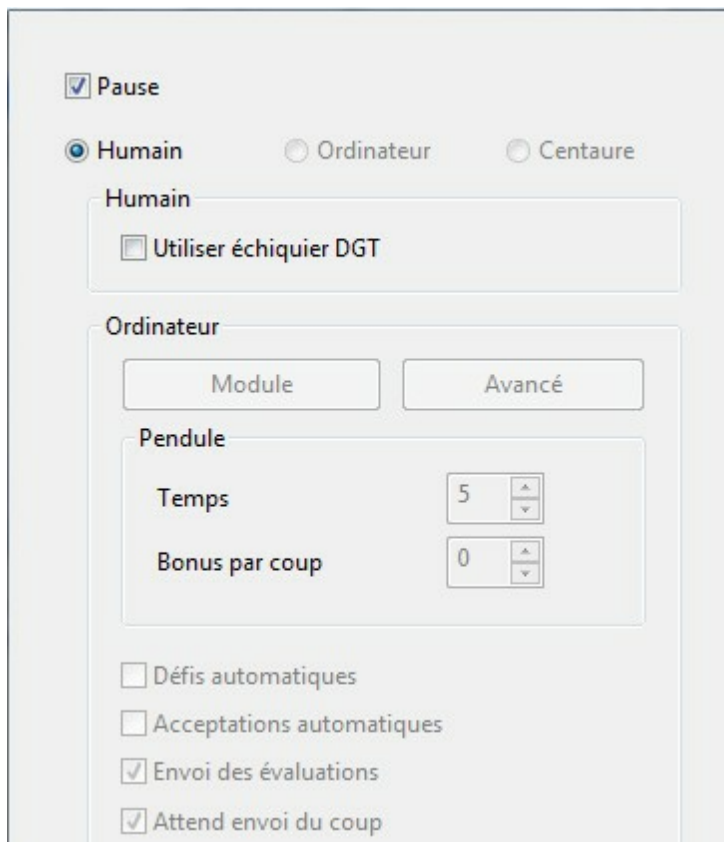 Pause
Humain Ordinateur Centaure
Humain
Utiliser échiquier DGT
Ordinateur
Module Avancé
Pendule
Temps 5
Bonus par coup 0
Défis automatiques
Acceptations automatiques
Envoi des évaluations
Attend envoi du coup